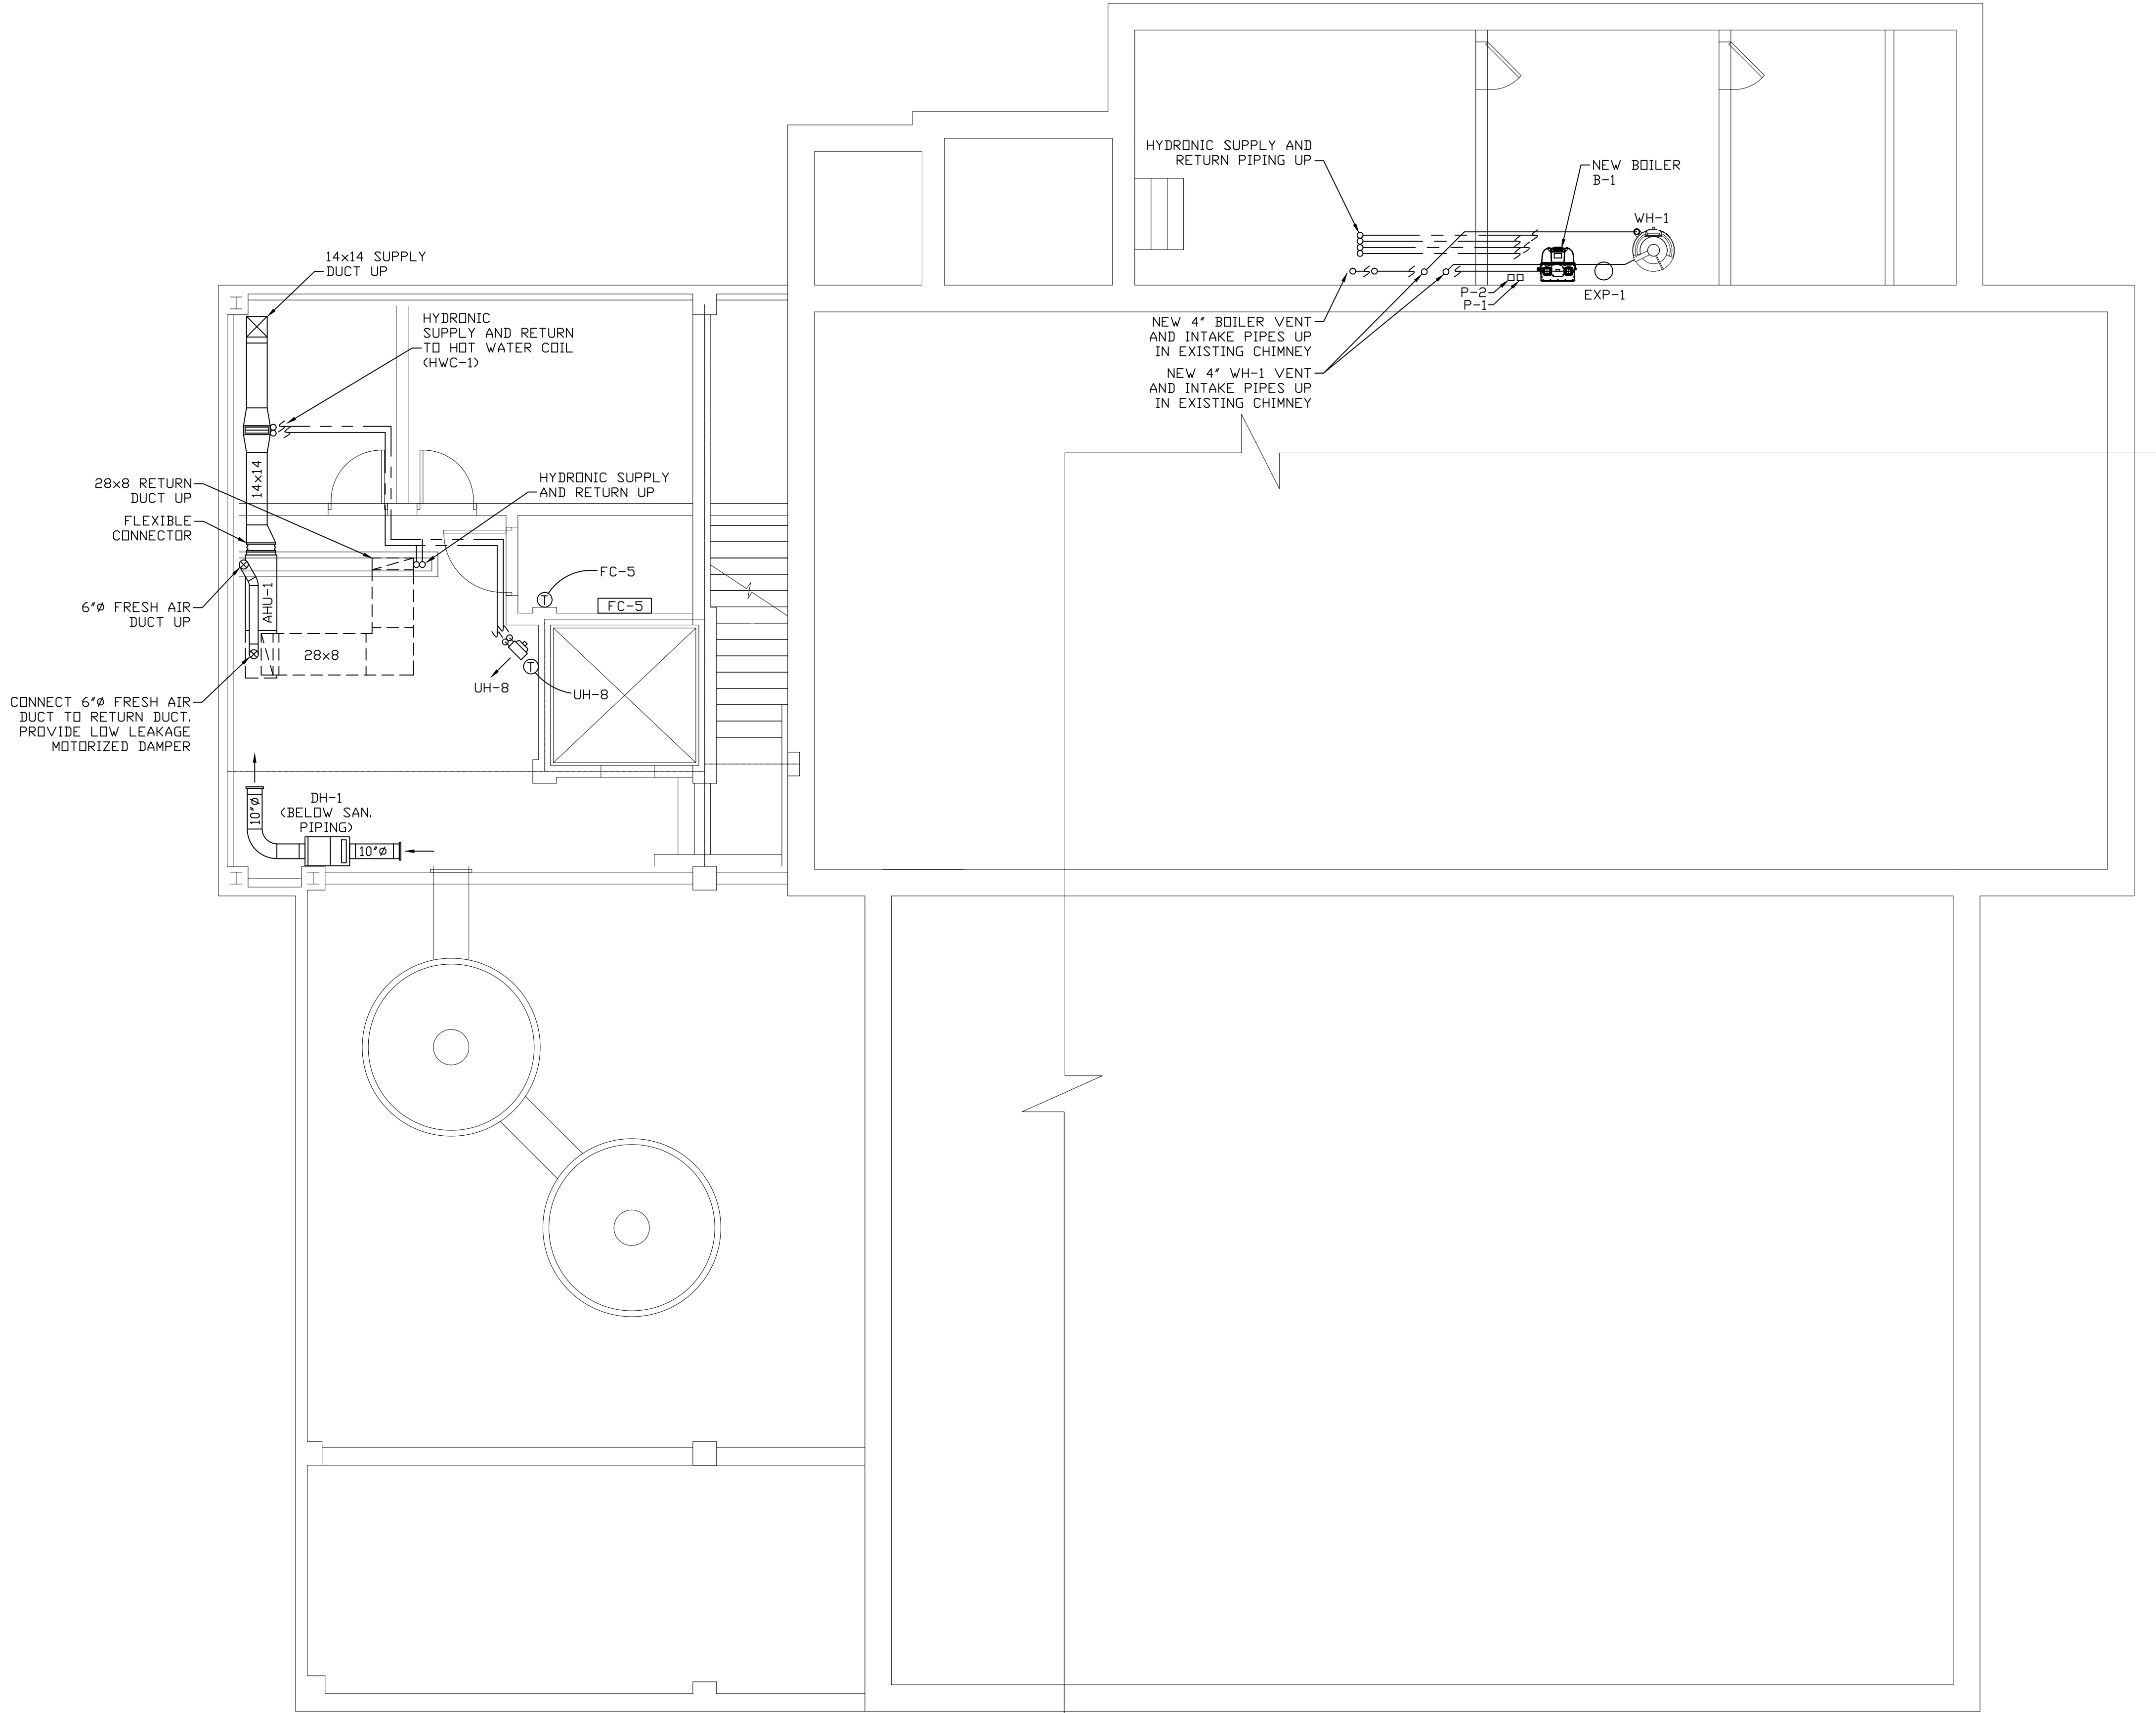 HYDRONIC SUPPLY AND
RETURN PIPING UP
NEW BOILER
B-1
WH-1
P-2
P-1
EXP-1
NEW 4" BOILER VENT
AND INTAKE PIPES UP
IN EXISTING CHIMNEY
NEW 4" WH-1 VENT
AND INTAKE PIPES UP
IN EXISTING CHIMNEY
14x14 SUPPLY
DUCT UP
HYDRONIC
SUPPLY AND RETURN
TO HOT WATER COIL
(HWC-1)
14x14
28x8 RETURN
DUCT UP
HYDRONIC SUPPLY
AND RETURN UP
FLEXIBLE
CONNECTOR
FC-5
T
FC-5
6"Ø FRESH AIR
DUCT UP
AHU-1
28x8
T
UH-8
UH-8
CONNECT 6"Ø FRESH AIR
DUCT TO RETURN DUCT.
PROVIDE LOW LEAKAGE
MOTORIZED DAMPER
10"Ø
DH-1
(BELOW SAN.
PIPING)
10"Ø